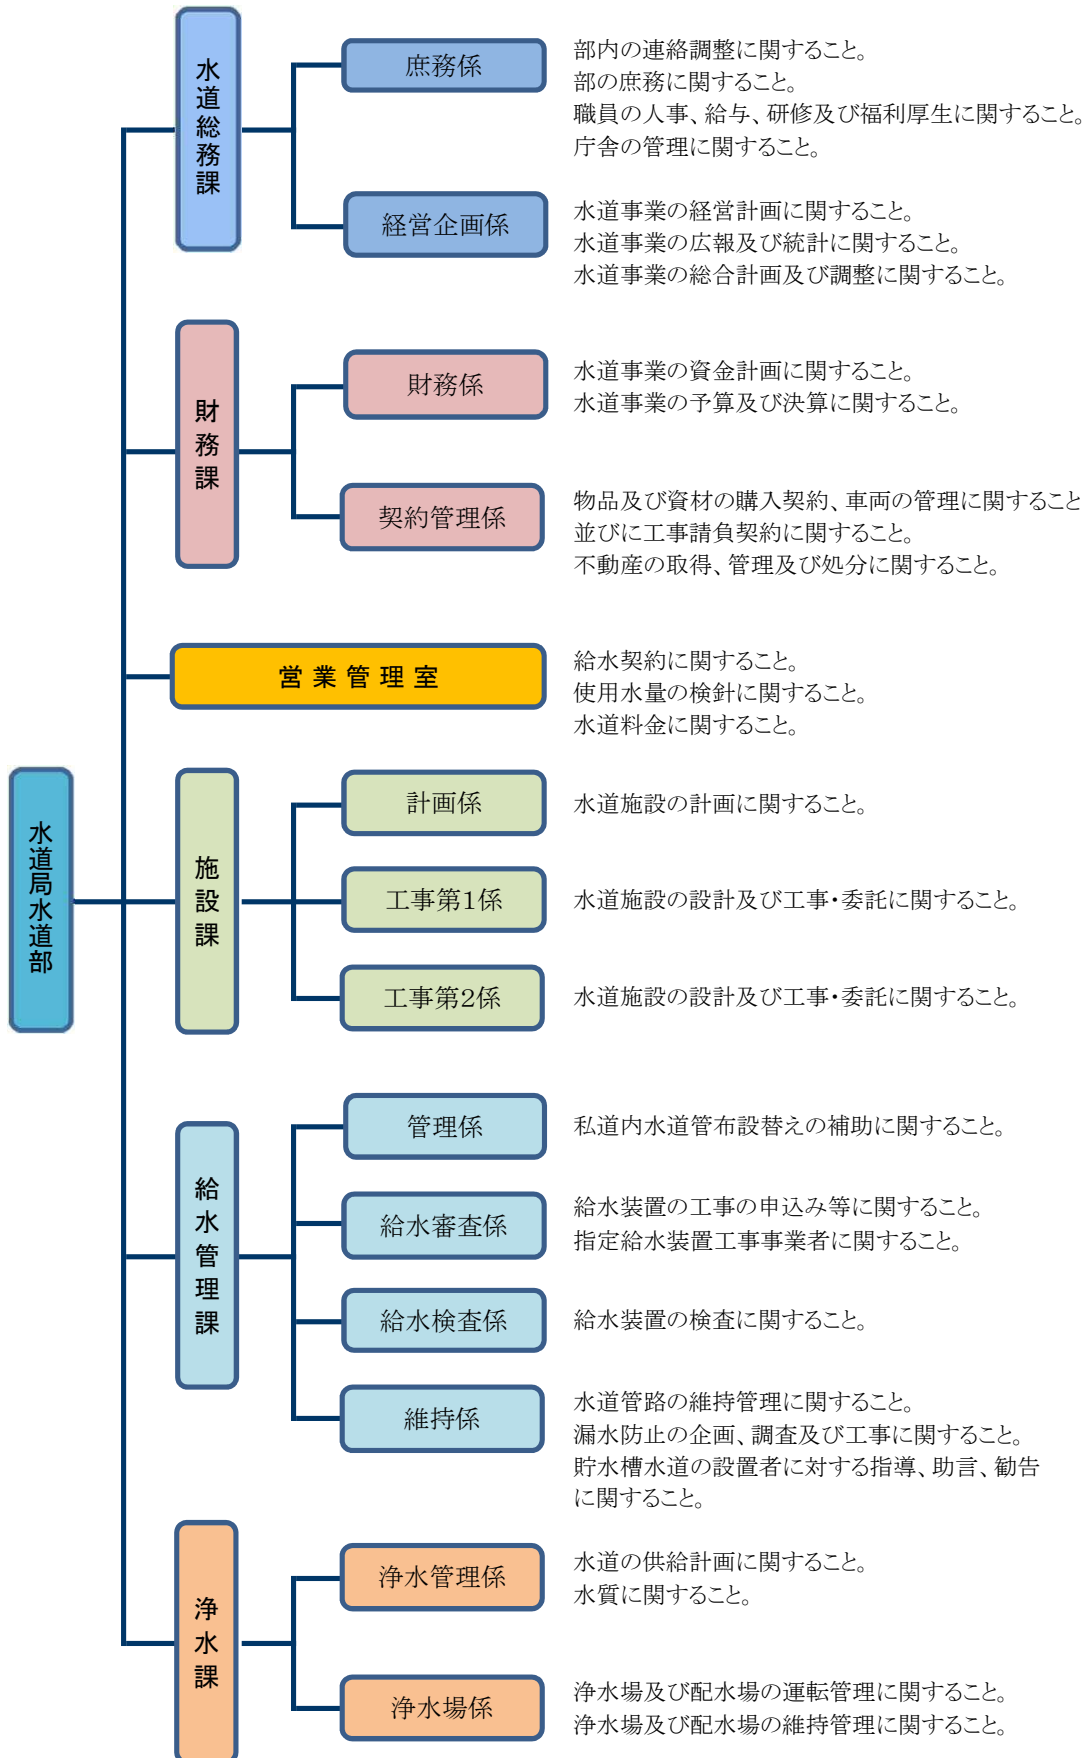 水道局水道部
水道総務課
庶務係
部内の連絡調整に関すること。
部の庶務に関すること。
職員の人事、給与、研修及び福利厚生に関すること。
庁舎の管理に関すること。
経営企画係
水道事業の経営計画に関すること。
水道事業の広報及び統計に関すること。
水道事業の総合計画及び調整に関すること。
財務課
財務係
水道事業の資金計画に関すること。
水道事業の予算及び決算に関すること。
契約管理係
物品及び資材の購入契約、車両の管理に関すること
並びに工事請負契約に関すること。
不動産の取得、管理及び処分に関すること。
営業管理室
給水契約に関すること。
使用水量の検針に関すること。
水道料金に関すること。
施設課
計画係
水道施設の計画に関すること。
工事第1係
水道施設の設計及び工事・委託に関すること。
工事第2係
水道施設の設計及び工事・委託に関すること。
給水管理課
管理係
私道内水道管布設替えの補助に関すること。
給水審査係
給水装置の工事の申込み等に関すること。
指定給水装置工事事業者に関すること。
給水検査係
給水装置の検査に関すること。
維持係
水道管路の維持管理に関すること。
漏水防止の企画、調査及び工事に関すること。
貯水槽水道の設置者に対する指導、助言、勧告
に関すること。
浄水課
浄水管理係
水道の供給計画に関すること。
水質に関すること。
浄水場係
浄水場及び配水場の運転管理に関すること。
浄水場及び配水場の維持管理に関すること。